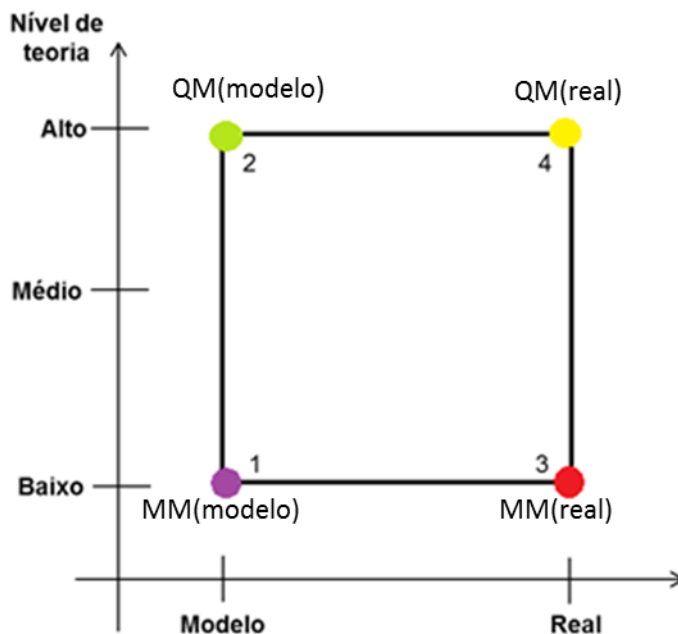 Nível de
teoria
QM(modelo)
QM(real)
Alto
2
4
Médio
1
3
Baixo
MM(modelo)
MM(real)
Modelo
Real